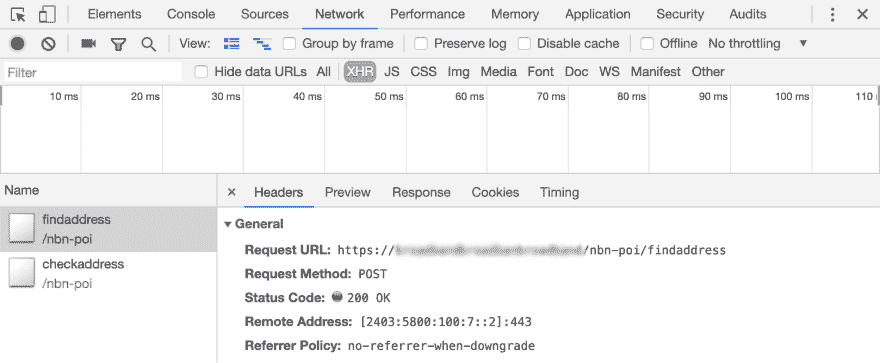 Elements Console Sources Network Performance Memory Application Security Audits
View: Group by frame Preserve log Disable cache Offline No throttling
Filter Hide data URLs All XHR JS CSS Img Media Font Doc WS Manifest Other
10 ms 20 ms 30 ms 40 ms 50 ms 60 ms 70 ms 80 ms 90 ms 100 ms 110
Name × Headers Preview Response Cookies Timing
findaddress
/nbn-poi
checkaddress
/nbn-poi
General
Request URL: https:///nbn-poi/findaddress
Request Method: POST
Status Code: 200 OK
Remote Address: [2403:5800:100:7::2]:443
Referrer Policy: no-referrer-when-downgrade